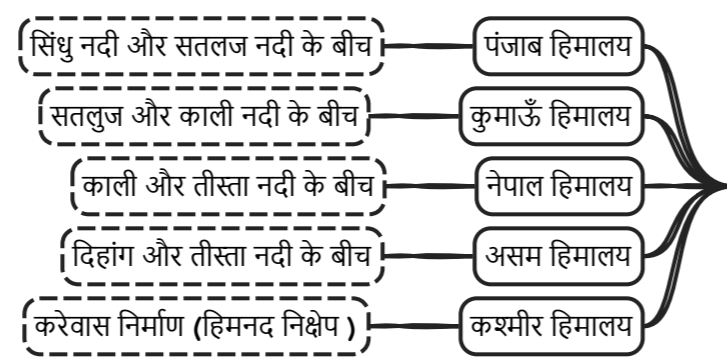 सिंधु नदी और सतलज नदी के बीच
पंजाब हिमालय
सतलुज और काली नदी के बीच
कुमाऊँ हिमालय
काली और तीस्ता नदी के बीच
नेपाल हिमालय
दिहांग और तीस्ता नदी के बीच
असम हिमालय
करेवास निर्माण (हिमनद निक्षेप )
कश्मीर हिमालय